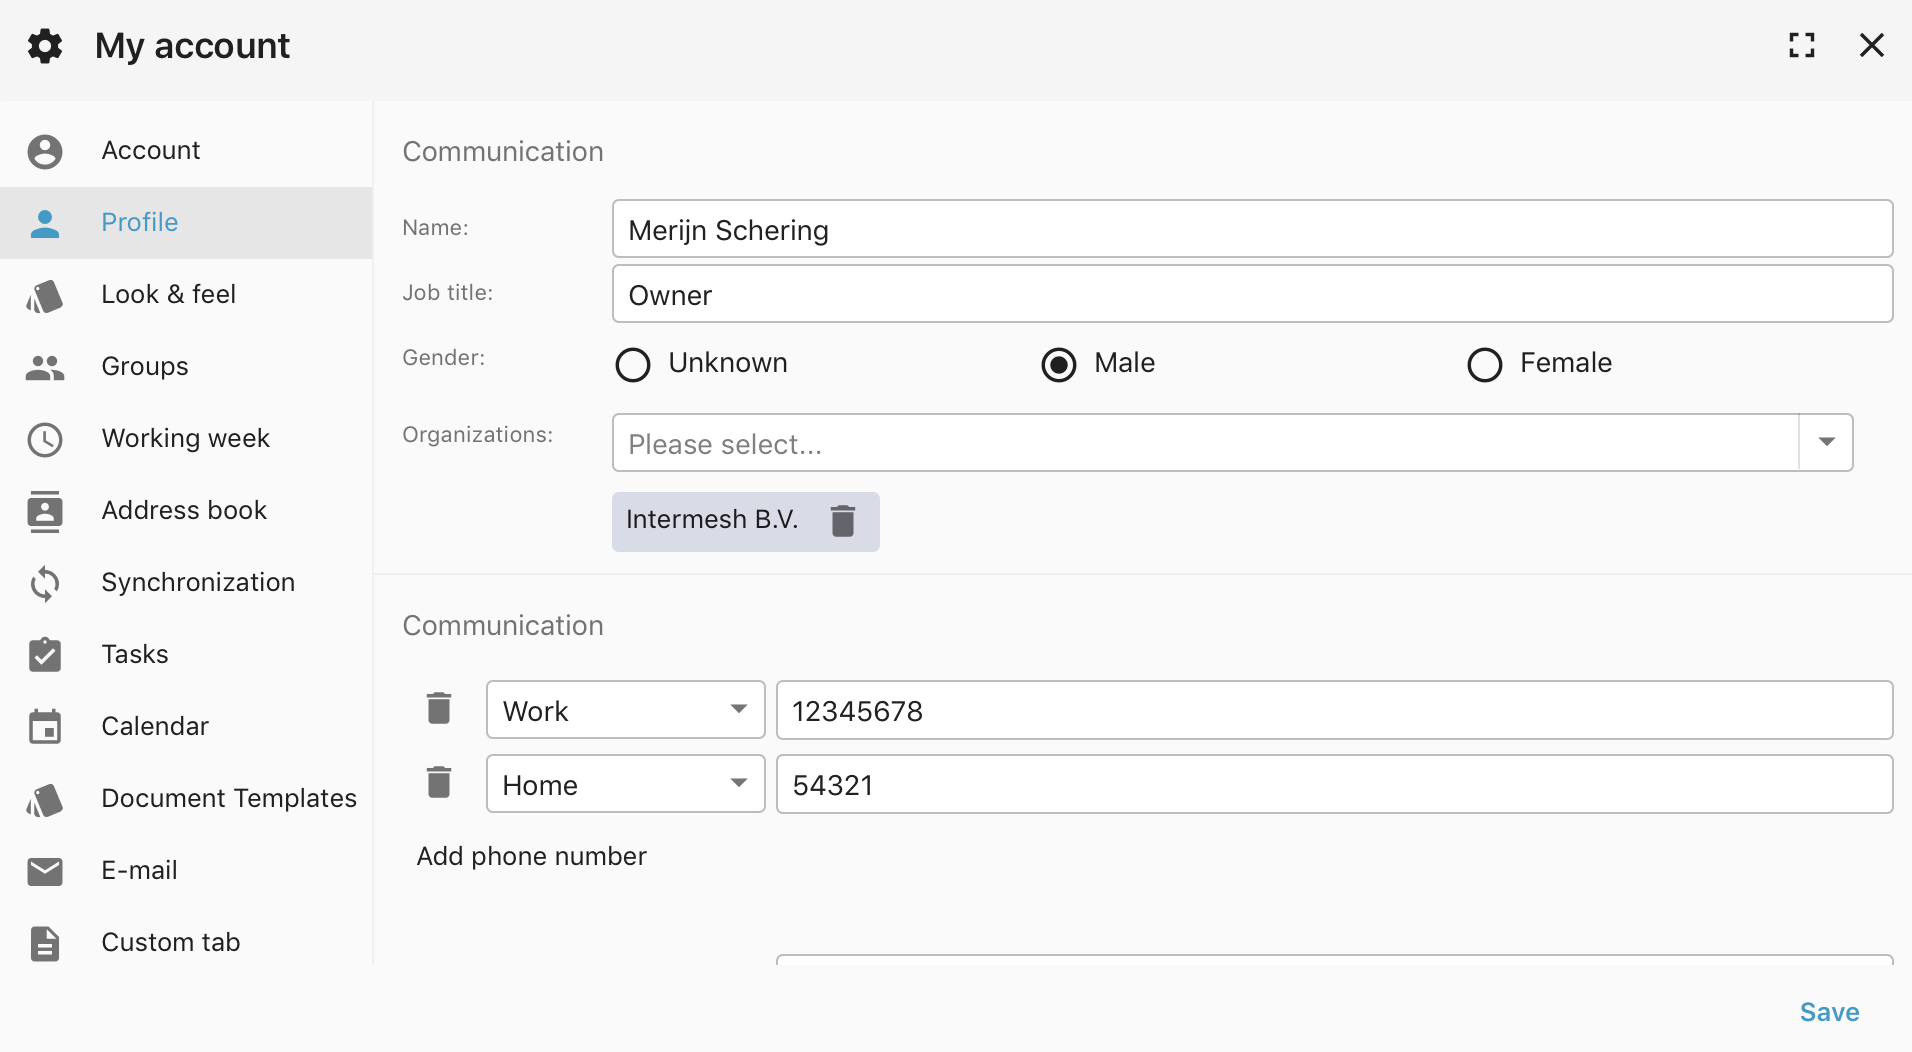 My account
Account
Profile
Look & feel
Groups
Working week
Address book
Synchronization
Tasks
Calendar
Document Templates
E-mail
Custom tab
Communication
Name: Merijn Schering
Job title: Owner
Gender: Unknown Male Female
Organizations: Please select...
Intermesh B.V.
Communication
Work 12345678
Home 54321
Add phone number
Save